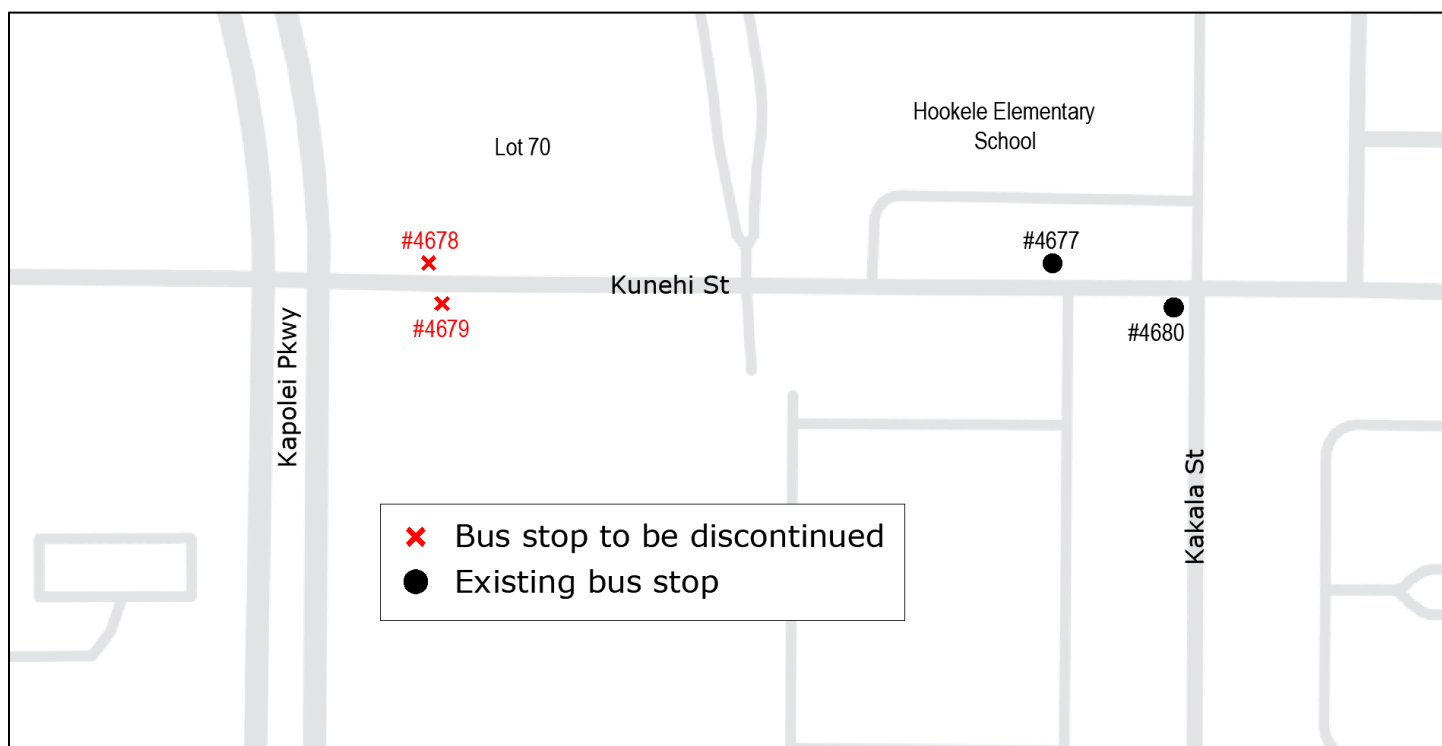 Hookele Elementary
School
Lot 70
#4678
#4677
Kunehi St
#4679
#4680
Kapolei Pkwy
Kakala St
Bus stop to be discontinued
Existing bus stop